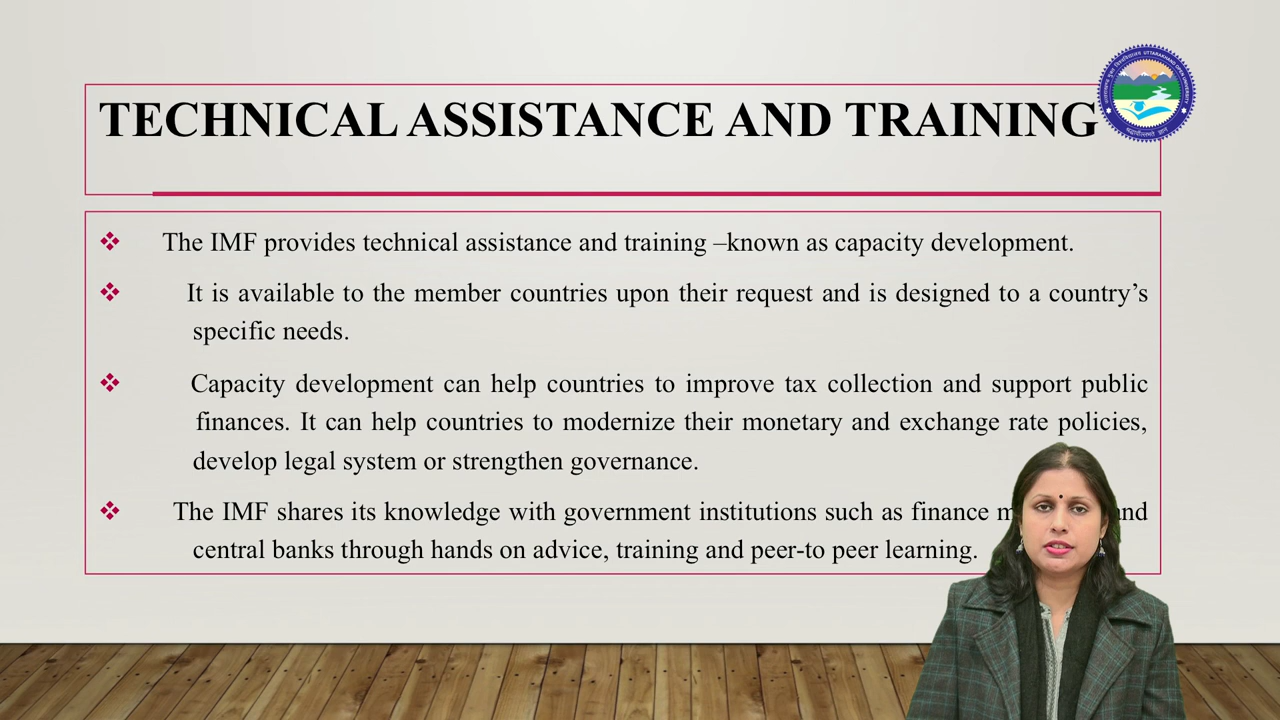 TECHNICAL ASSISTANCE AND TRAINING
❖ The IMF provides technical assistance and training –known as capacity development.
❖ It is available to the member countries upon their request and is designed to a country’s
specific needs.
❖ Capacity development can help countries to improve tax collection and support public
finances. It can help countries to modernize their monetary and exchange rate policies,
develop legal system or strengthen governance.
❖ The IMF shares its knowledge with government institutions such as finance
central banks through hands on advice, training and peer-to peer learning.